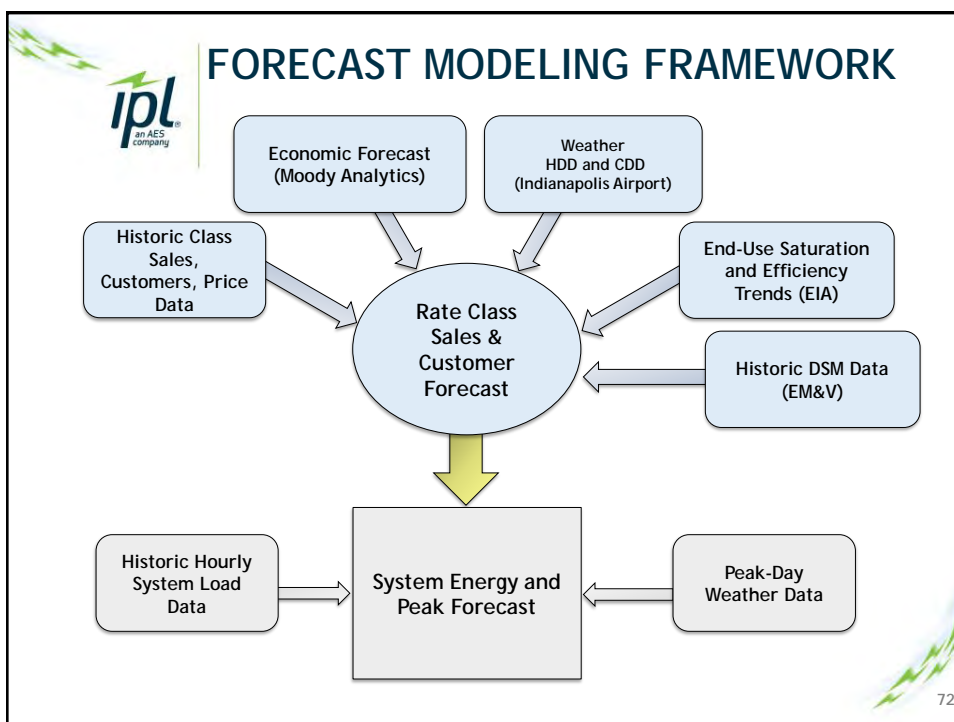 FORECAST MODELING FRAMEWORK
ipl®
an AES
company
Economic Forecast
(Moody Analytics)
Weather
HDD and CDD
(Indianapolis Airport)
Historic Class
Sales,
Customers, Price
Data
End-Use Saturation
and Efficiency
Trends (EIA)
Rate Class
Sales &
Customer
Forecast
Historic DSM Data
(EM&V)
Historic Hourly
System Load
Data
System Energy and
Peak Forecast
Peak-Day
Weather Data
72